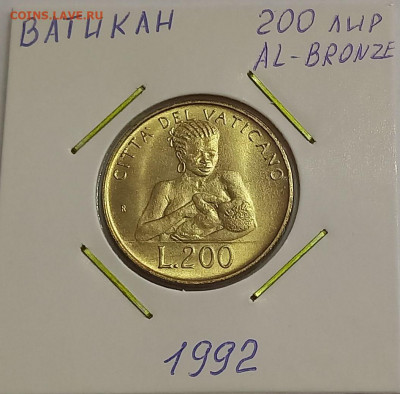 COINS.LAVE.RU
ВАТИКАН
200 ЛИР
AL-BRONZE
CITTA' DEL VATICANO
R
L.200
1992